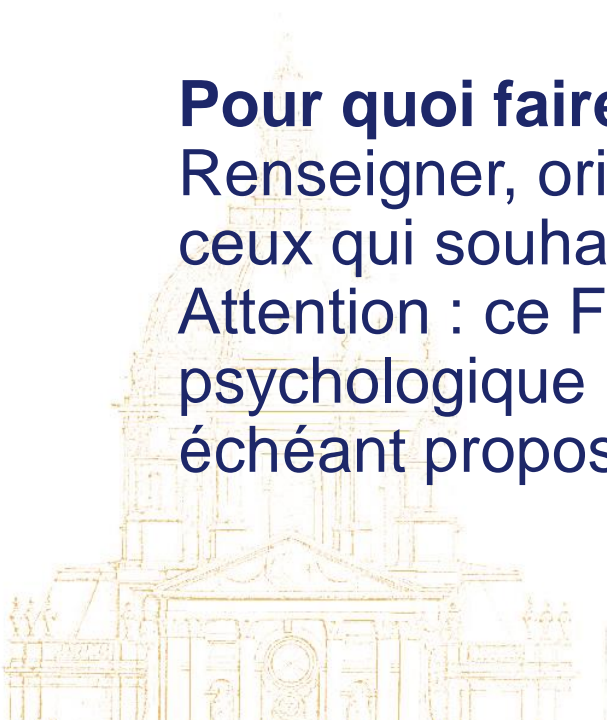 Pour quoi faire
Renseigner, ori
ceux qui souha
Attention : ce F
psychologique
échéant propos